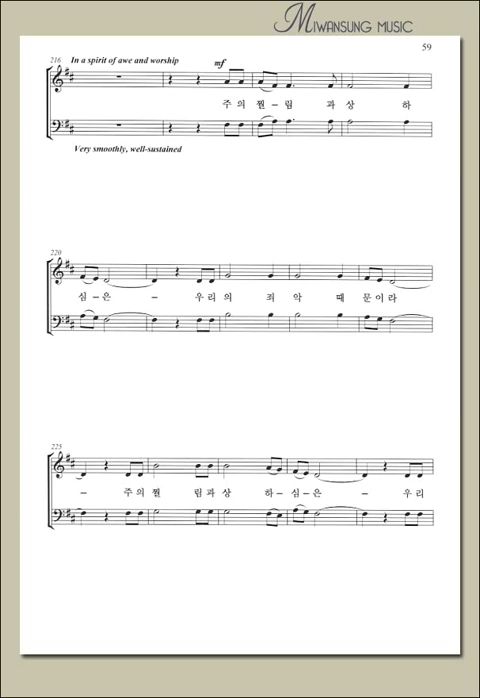 MIWANSUNG MUSIC
59
216 In a spirit of awe and worship mf
주의 찔–림 과상 하
Very smoothly, well-sustained
220
심–은– 우리의 죄 악 때 문이라
225
– 주의 찔 림과상 하–심–은– 우리